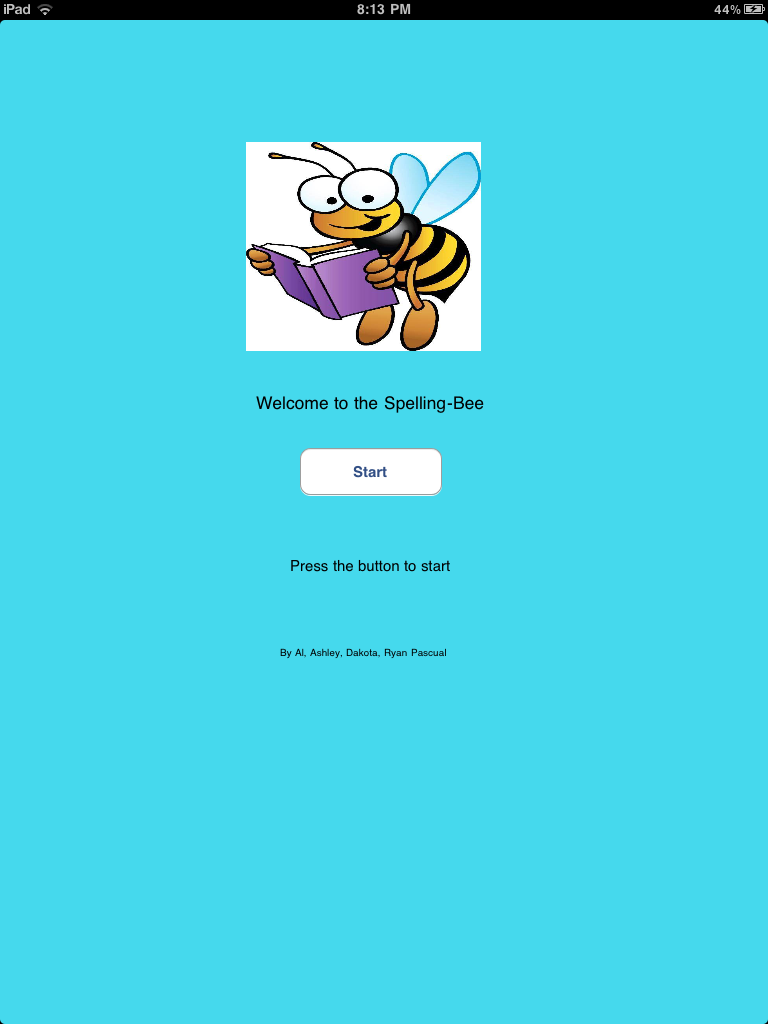 iPad 8:13 PM 44%
Welcome to the Spelling-Bee
Start
Press the button to start
By Al, Ashley, Dakota, Ryan Pascual